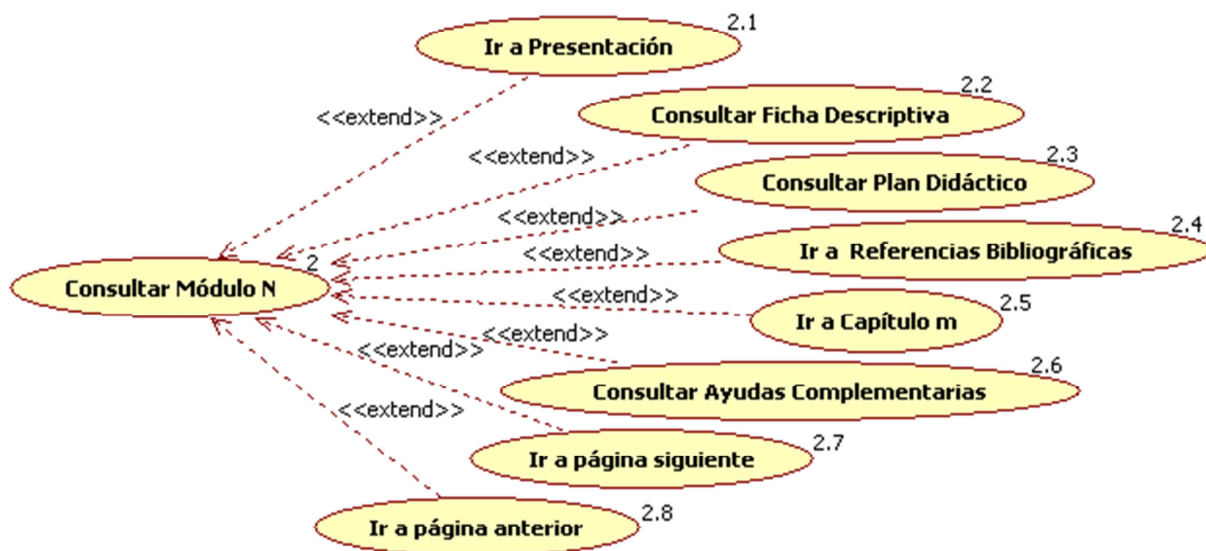 2.1
Ir a Presentación
<<extend>>
2.2
Consultar Ficha Descriptiva
<<extend>>
2.3
Consultar Plan Didáctico
<<extend>>
2.4
Ir a Referencias Bibliográficas
<<extend>>
2
Consultar Módulo N
2.5
Ir a Capítulo m
<<extend>>
<<extend>>
2.6
Consultar Ayudas Complementarias
<<extend>>
2.7
Ir a página siguiente
<<extend>>
2.8
Ir a página anterior